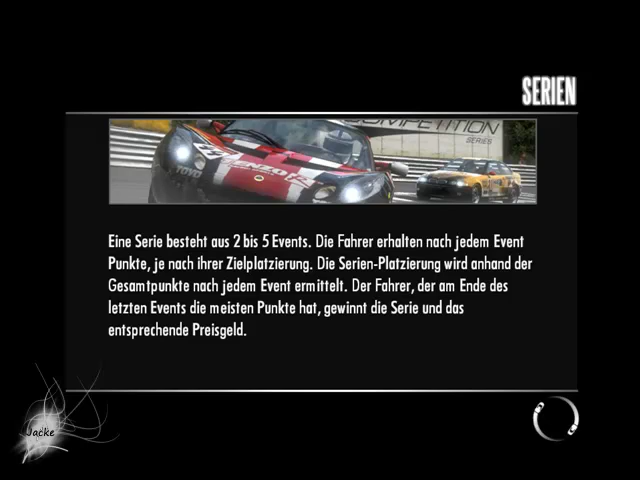 SERIEN
COMPETITION
SERIES
TOYO
ENZO
Eine Serie besteht aus 2 bis 5 Events. Die Fahrer erhalten nach jedem Event
Punkte, je nach ihrer Zielplatzierung. Die Serien-Platzierung wird anhand der
Gesamtpunkte nach jedem Event ermittelt. Der Fahrer, der am Ende des
letzten Events die meisten Punkte hat, gewinnt die Serie und das
entsprechende Preisgeld.
Jacke